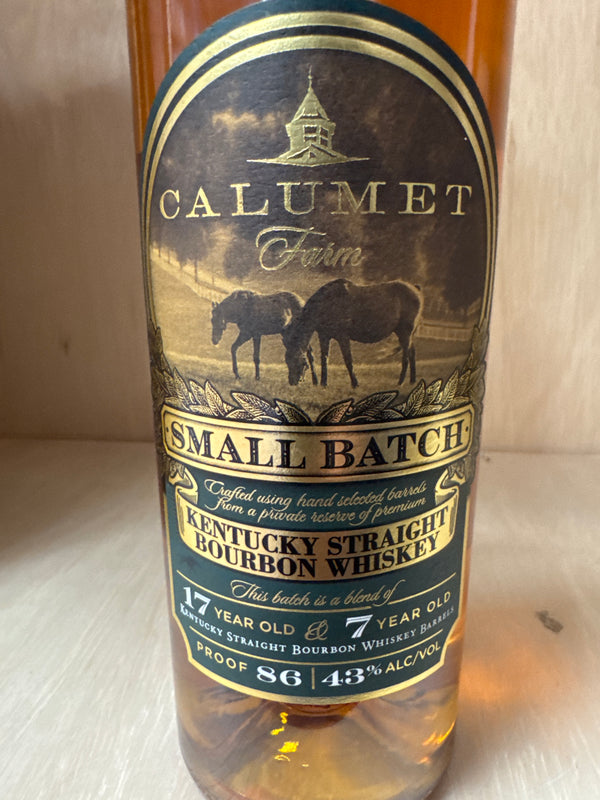 CALUMET
Farm
SMALL BATCH
Crafted using hand selected barrels
from a private reserve of premium
KENTUCKY STRAIGHT
BOURBON WHISKEY
This batch is a blend of
17 YEAR OLD & 7 YEAR OLD
KENTUCKY STRAIGHT BOURBON WHISKEY BARRELS
PROOF 86 | 43% ALC/VOL